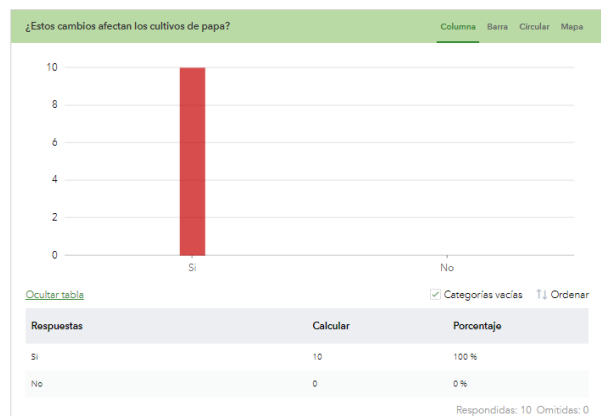 ¿Estos cambios afectan los cultivos de papa? Columna Barra Circular Mapa
10
8
6
4
2
0
Si No
Ocultar tabla Categorías vacías Ordenar
Respuestas Calcular Porcentaje
Si 10 100 %
No 0 0 %
Respondidas: 10 Omitidas: 0